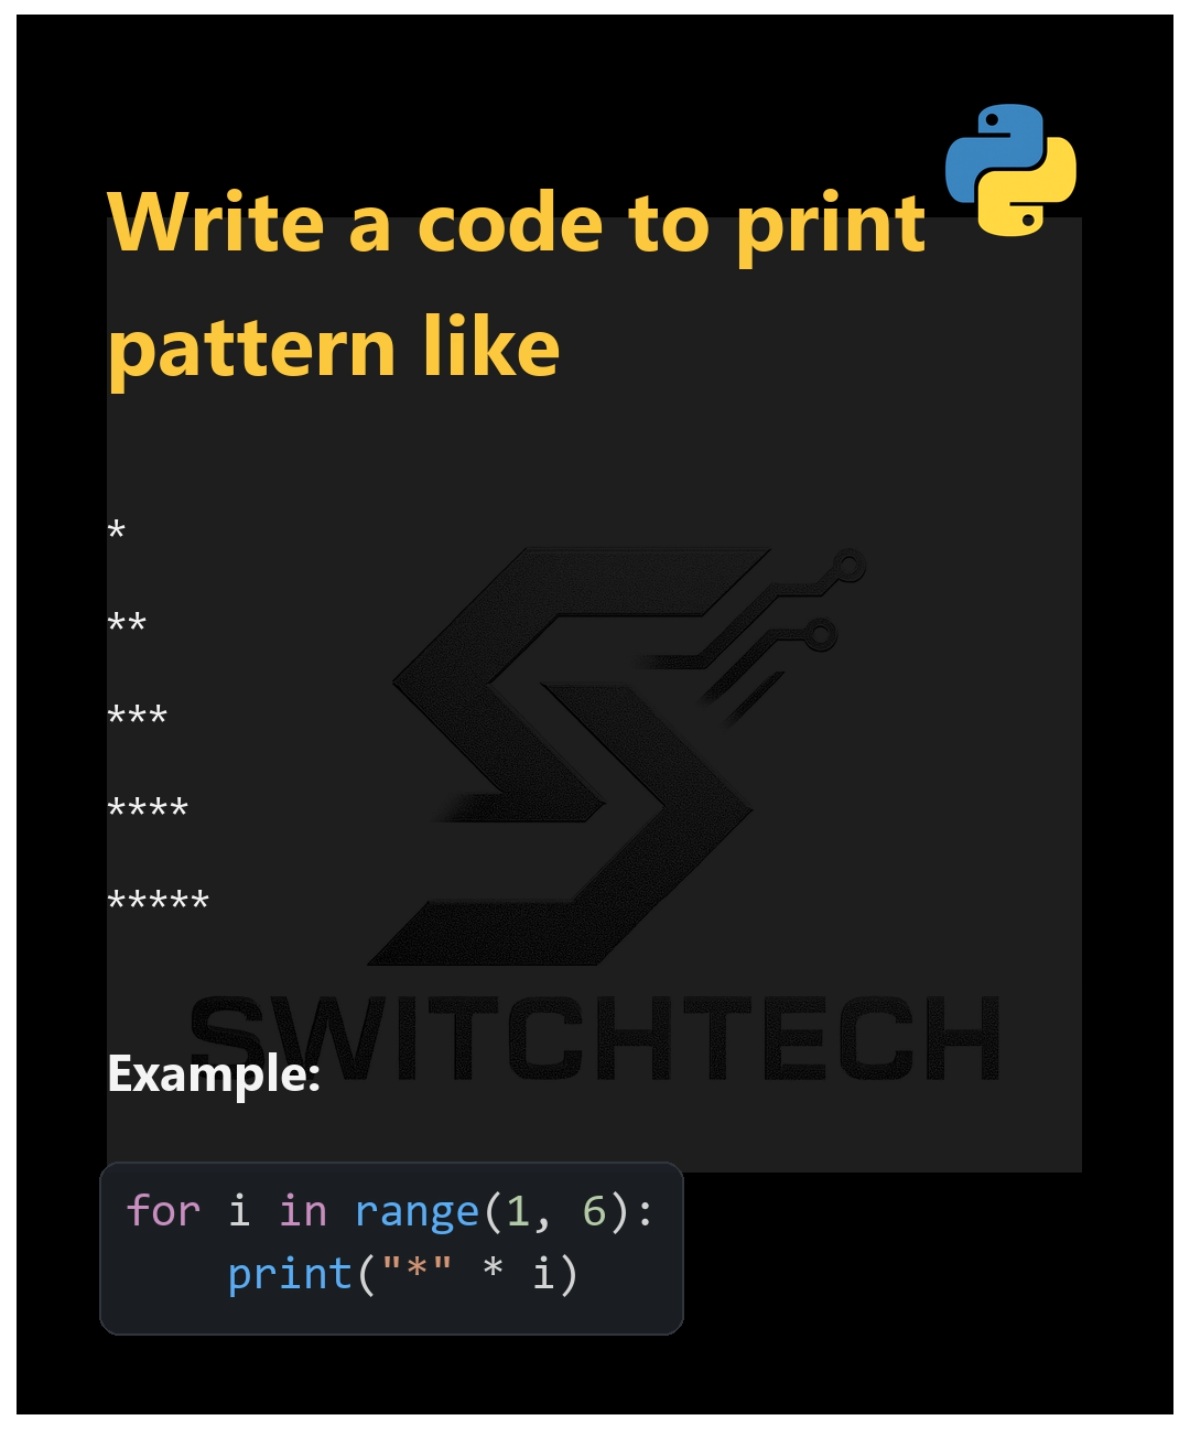 Write a code to print
pattern like
*
**
***
****
*****
SWITCHTECH
Example:
for i in range(1, 6):
    print("*" * i)